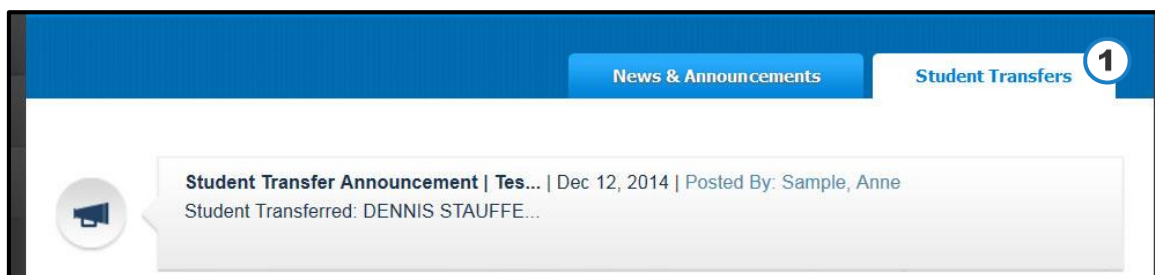 News & Announcements
Student Transfers
1
Student Transfer Announcement | Tes... | Dec 12, 2014 | Posted By: Sample, Anne
Student Transferred: DENNIS STAUFFE...